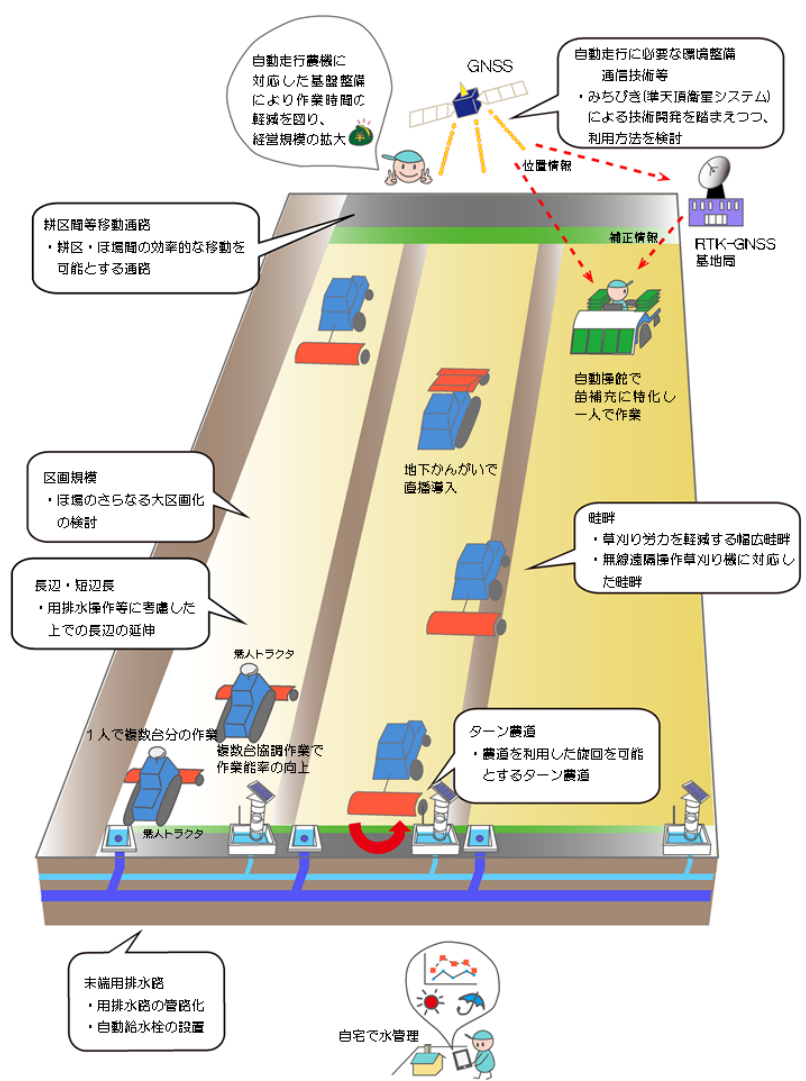 自動走行農機に
対応した基盤整備
により作業時間の
軽減を図り、
経営規模の拡大
GNSS
自動走行に必要な環境整備
通信技術等
・みちびき(準天頂衛星システム)
による技術開発を踏まえつつ、
利用方法を検討
位置情報
耕区間等移動通路
・耕区・ほ場間の効率的な移動を
可能とする通路
補正情報
RTK-GNSS
基地局
自動操舵で
苗補充に特化し
一人で作業
地下かんがいで
直播導入
区画規模
・ほ場のさらなる大区画化
の検討
畦畔
・草刈り労力を軽減する幅広畦畔
・無線遠隔操作草刈り機に対応し
た畦畔
長辺・短辺長
・用排水操作等に考慮した
上での長辺の延伸
無人トラクタ
1人で複数台分の作業
複数台協調作業で
作業能率の向上
ターン農道
・農道を利用した旋回を可能
とするターン農道
無人トラクタ
末端用排水路
・用排水路の管路化
・自動給水栓の設置
自宅で水管理